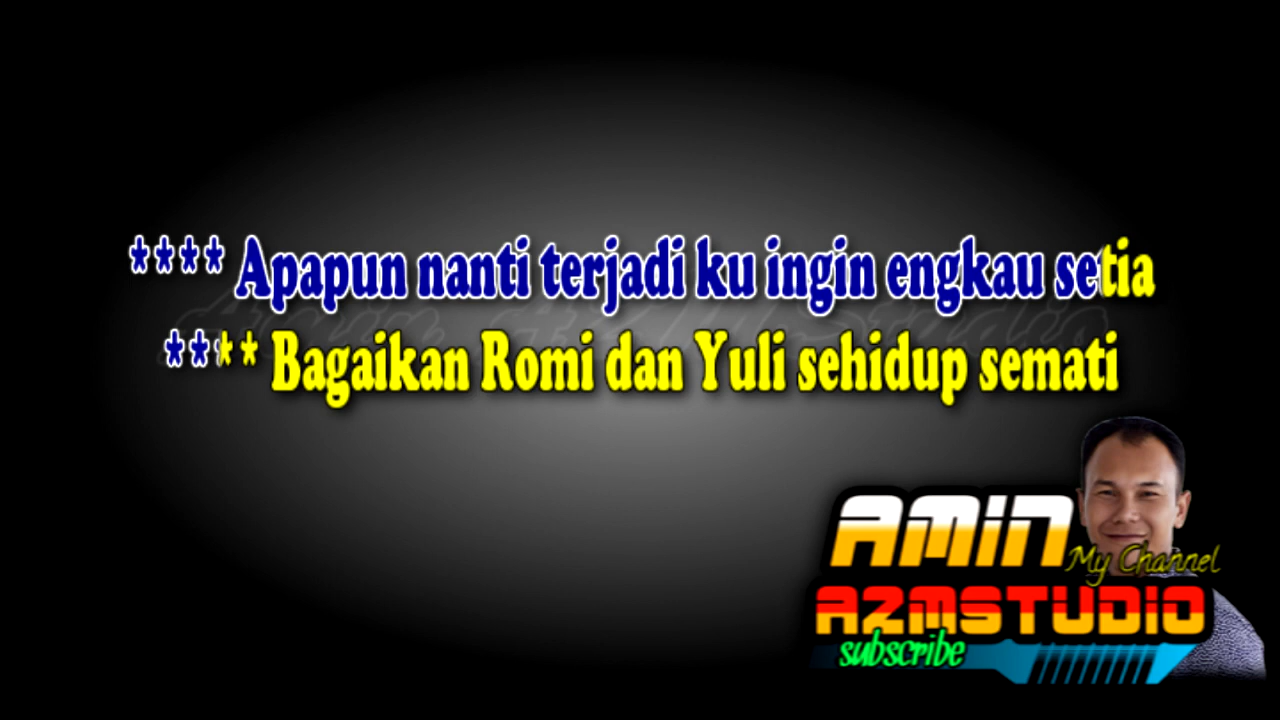 **** Apapun nanti terjadi ku ingin engkau setia
**** Bagaikan Romi dan Yuli sehidup semati
AMIN
My Channel
AZMSTUDIO
subscribe